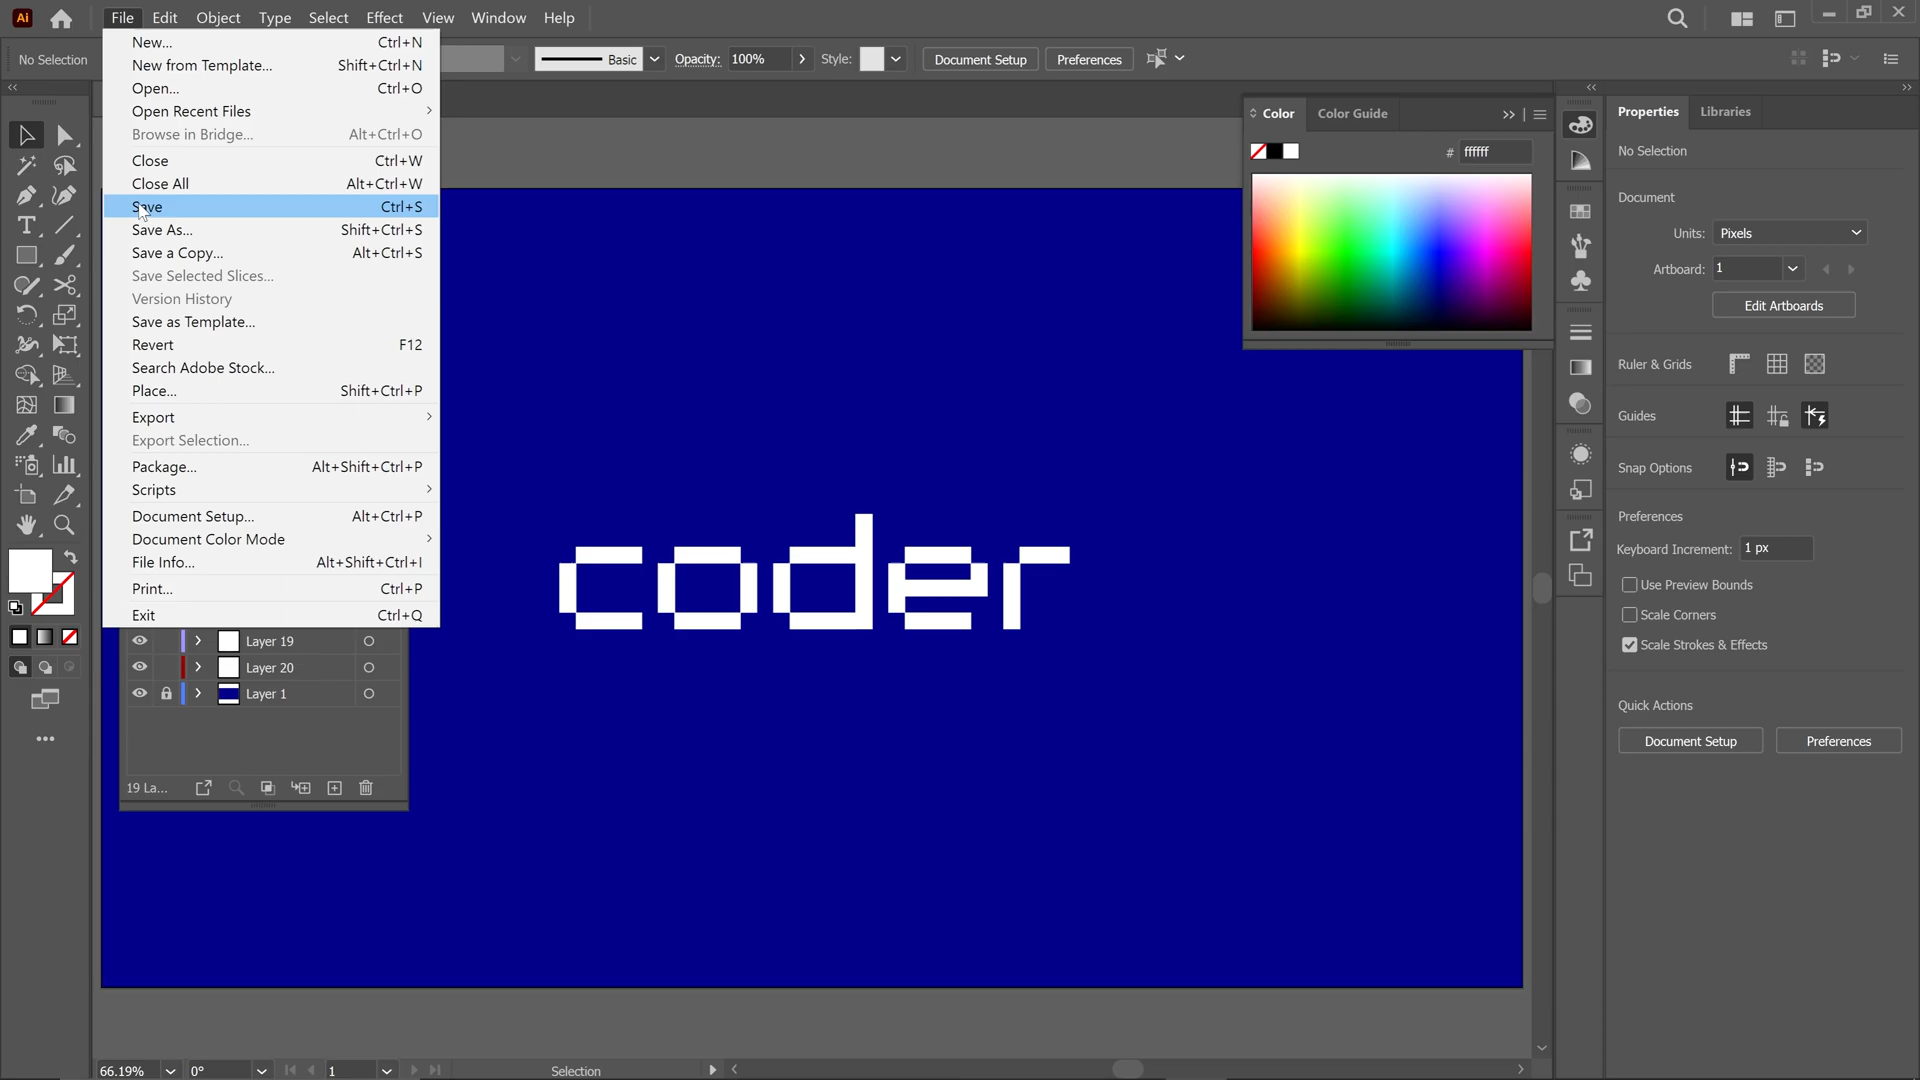 Ai File Edit Object Type Select Effect View Window Help
No Selection Basic Opacity: 100% Style: Document Setup Preferences
New... Ctrl+N
New from Template... Shift+Ctrl+N
Open... Ctrl+O
Open Recent Files
Browse in Bridge... Alt+Ctrl+O
Close Ctrl+W
Close All Alt+Ctrl+W
Save Ctrl+S
Save As... Shift+Ctrl+S
Save a Copy... Alt+Ctrl+S
Save Selected Slices...
Version History
Save as Template...
Revert F12
Search Adobe Stock...
Place... Shift+Ctrl+P
Export
Export Selection...
Package... Alt+Shift+Ctrl+P
Scripts
Document Setup... Alt+Ctrl+P
Document Color Mode
File Info... Alt+Shift+Ctrl+I
Print... Ctrl+P
Exit Ctrl+Q
Layer 19
Layer 20
Layer 1
19 La...
coder
Color Color Guide
# ffffff
Properties Libraries
No Selection
Document
Units: Pixels
Artboard: 1
Edit Artboards
Ruler & Grids
Guides
Snap Options
Preferences
Keyboard Increment: 1 px
Use Preview Bounds
Scale Corners
Scale Strokes & Effects
Quick Actions
Document Setup Preferences
66.19% 0° 1 Selection